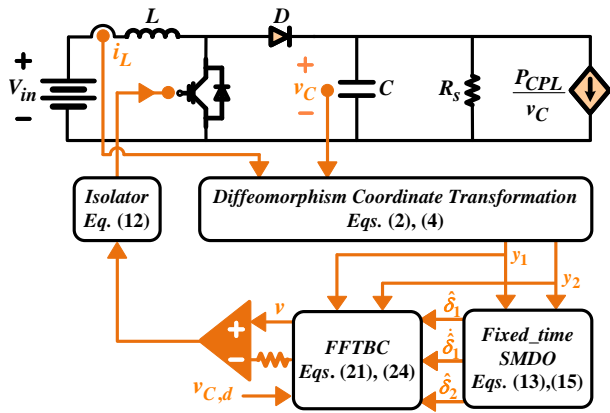 L
D
i_L
+
V_in
−
+
v_C
−
C
R_s
P_CPL
v_C
Isolator
Eq. (12)
Diffeomorphism Coordinate Transformation
Eqs. (2), (4)
y_1
y_2
v
+
−
v_{C,d}
FFTBC
Eqs. (21), (24)
δ̂_1
δ̂̇_1
δ̂_2
Fixed_time
SMDO
Eqs. (13),(15)